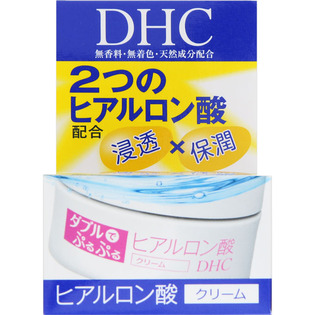 DHC
無香料・無着色・天然成分配合
2つの
ヒアルロン酸
配合
浸透×保潤
ダブルで
ぷるぷる
ヒアルロン酸
クリーム
DHC
ヒアルロン酸 クリーム